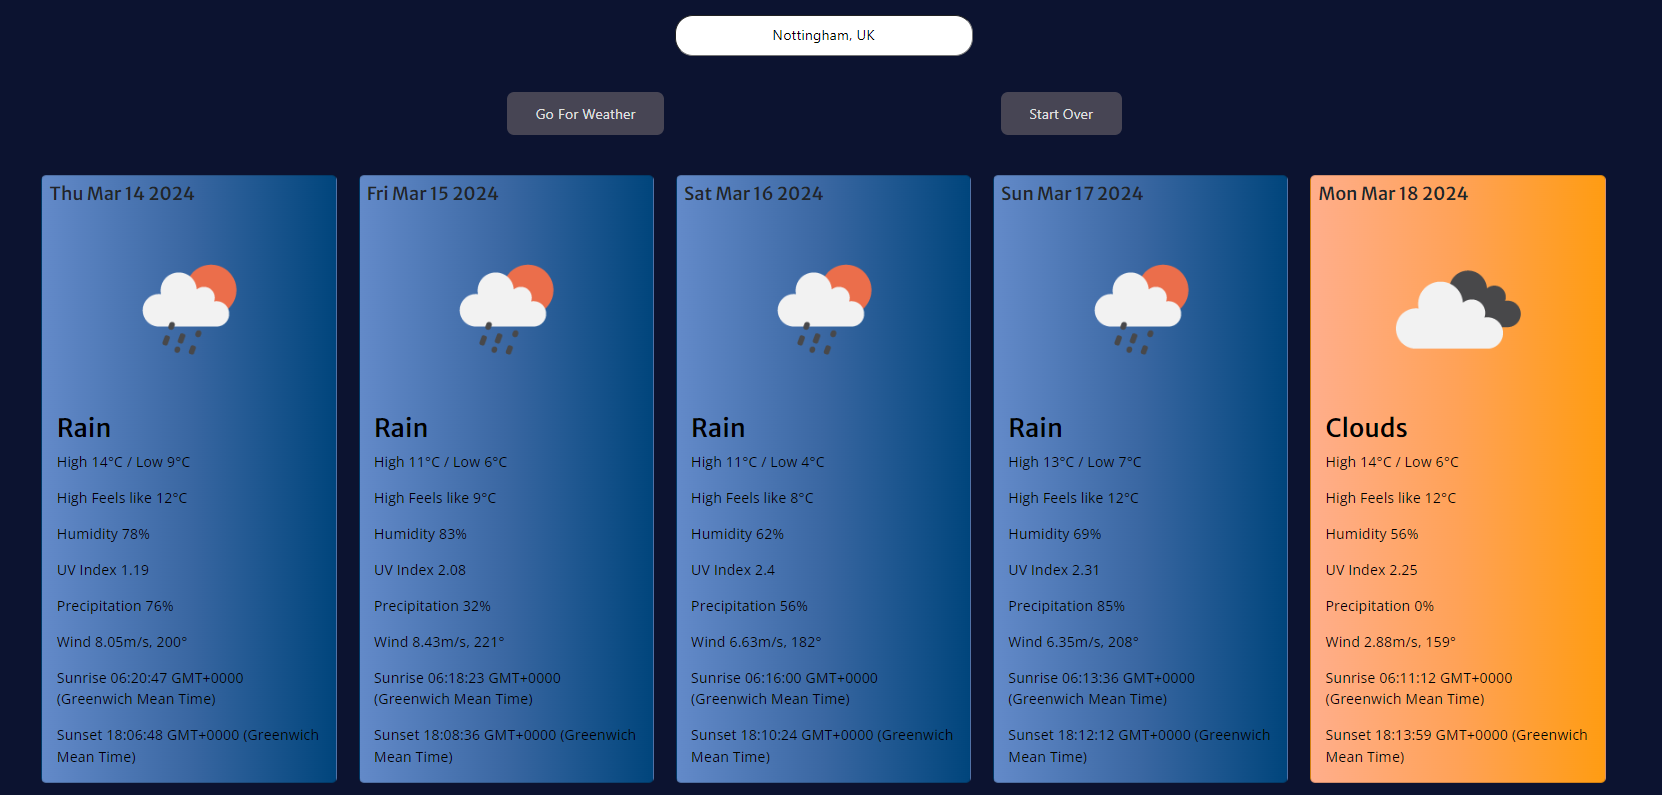 Nottingham, UK
Go For Weather
Start Over
Thu Mar 14 2024
Rain
High 14°C / Low 9°C
High Feels like 12°C
Humidity 78%
UV Index 1.19
Precipitation 76%
Wind 8.05m/s, 200°
Sunrise 06:20:47 GMT+0000
(Greenwich Mean Time)
Sunset 18:06:48 GMT+0000 (Greenwich
Mean Time)
Fri Mar 15 2024
Rain
High 11°C / Low 6°C
High Feels like 9°C
Humidity 83%
UV Index 2.08
Precipitation 32%
Wind 8.43m/s, 221°
Sunrise 06:18:23 GMT+0000
(Greenwich Mean Time)
Sunset 18:08:36 GMT+0000 (Greenwich
Mean Time)
Sat Mar 16 2024
Rain
High 11°C / Low 4°C
High Feels like 8°C
Humidity 62%
UV Index 2.4
Precipitation 56%
Wind 6.63m/s, 182°
Sunrise 06:16:00 GMT+0000
(Greenwich Mean Time)
Sunset 18:10:24 GMT+0000 (Greenwich
Mean Time)
Sun Mar 17 2024
Rain
High 13°C / Low 7°C
High Feels like 12°C
Humidity 69%
UV Index 2.31
Precipitation 85%
Wind 6.35m/s, 208°
Sunrise 06:13:36 GMT+0000
(Greenwich Mean Time)
Sunset 18:12:12 GMT+0000 (Greenwich
Mean Time)
Mon Mar 18 2024
Clouds
High 14°C / Low 6°C
High Feels like 12°C
Humidity 56%
UV Index 2.25
Precipitation 0%
Wind 2.88m/s, 159°
Sunrise 06:11:12 GMT+0000
(Greenwich Mean Time)
Sunset 18:13:59 GMT+0000 (Greenwich
Mean Time)